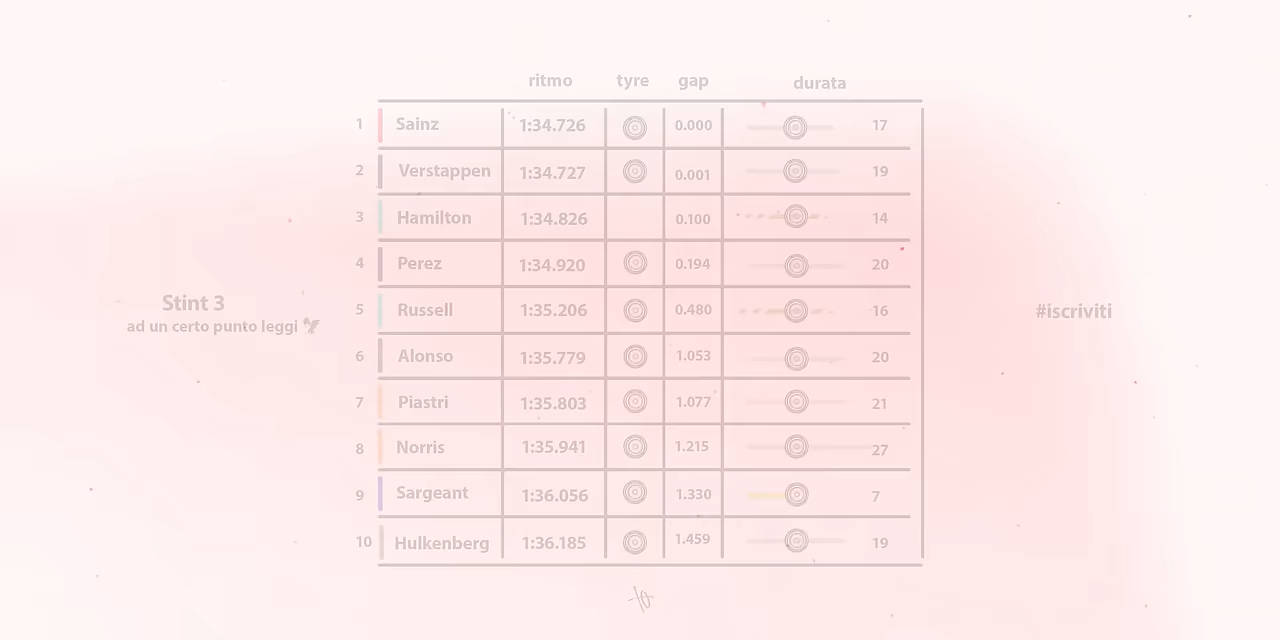 ritmo tyre gap durata
1 Sainz 1:34.726 0.000 17
2 Verstappen 1:34.727 0.001 19
3 Hamilton 1:34.826 0.100 14
4 Perez 1:34.920 0.194 20
Stint 3
ad un certo punto leggi
5 Russell 1:35.206 0.480 16
#iscriviti
6 Alonso 1:35.779 1.053 20
7 Piastri 1:35.803 1.077 21
8 Norris 1:35.941 1.215 27
9 Sargeant 1:36.056 1.330 7
10 Hulkenberg 1:36.185 1.459 19